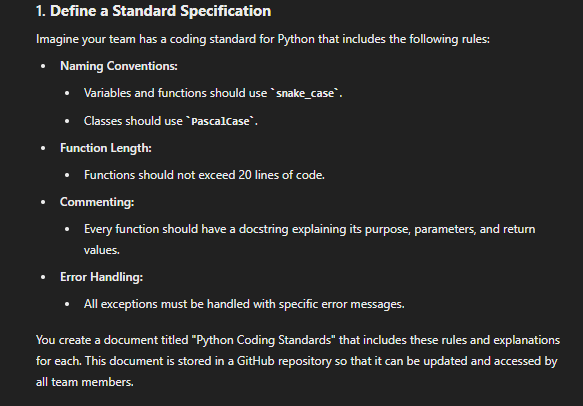 1. Define a Standard Specification
Imagine your team has a coding standard for Python that includes the following rules:
• Naming Conventions:
• Variables and functions should use `snake_case`.
• Classes should use `PascalCase`.
• Function Length:
• Functions should not exceed 20 lines of code.
• Commenting:
• Every function should have a docstring explaining its purpose, parameters, and return
values.
• Error Handling:
• All exceptions must be handled with specific error messages.
You create a document titled "Python Coding Standards" that includes these rules and explanations
for each. This document is stored in a GitHub repository so that it can be updated and accessed by
all team members.